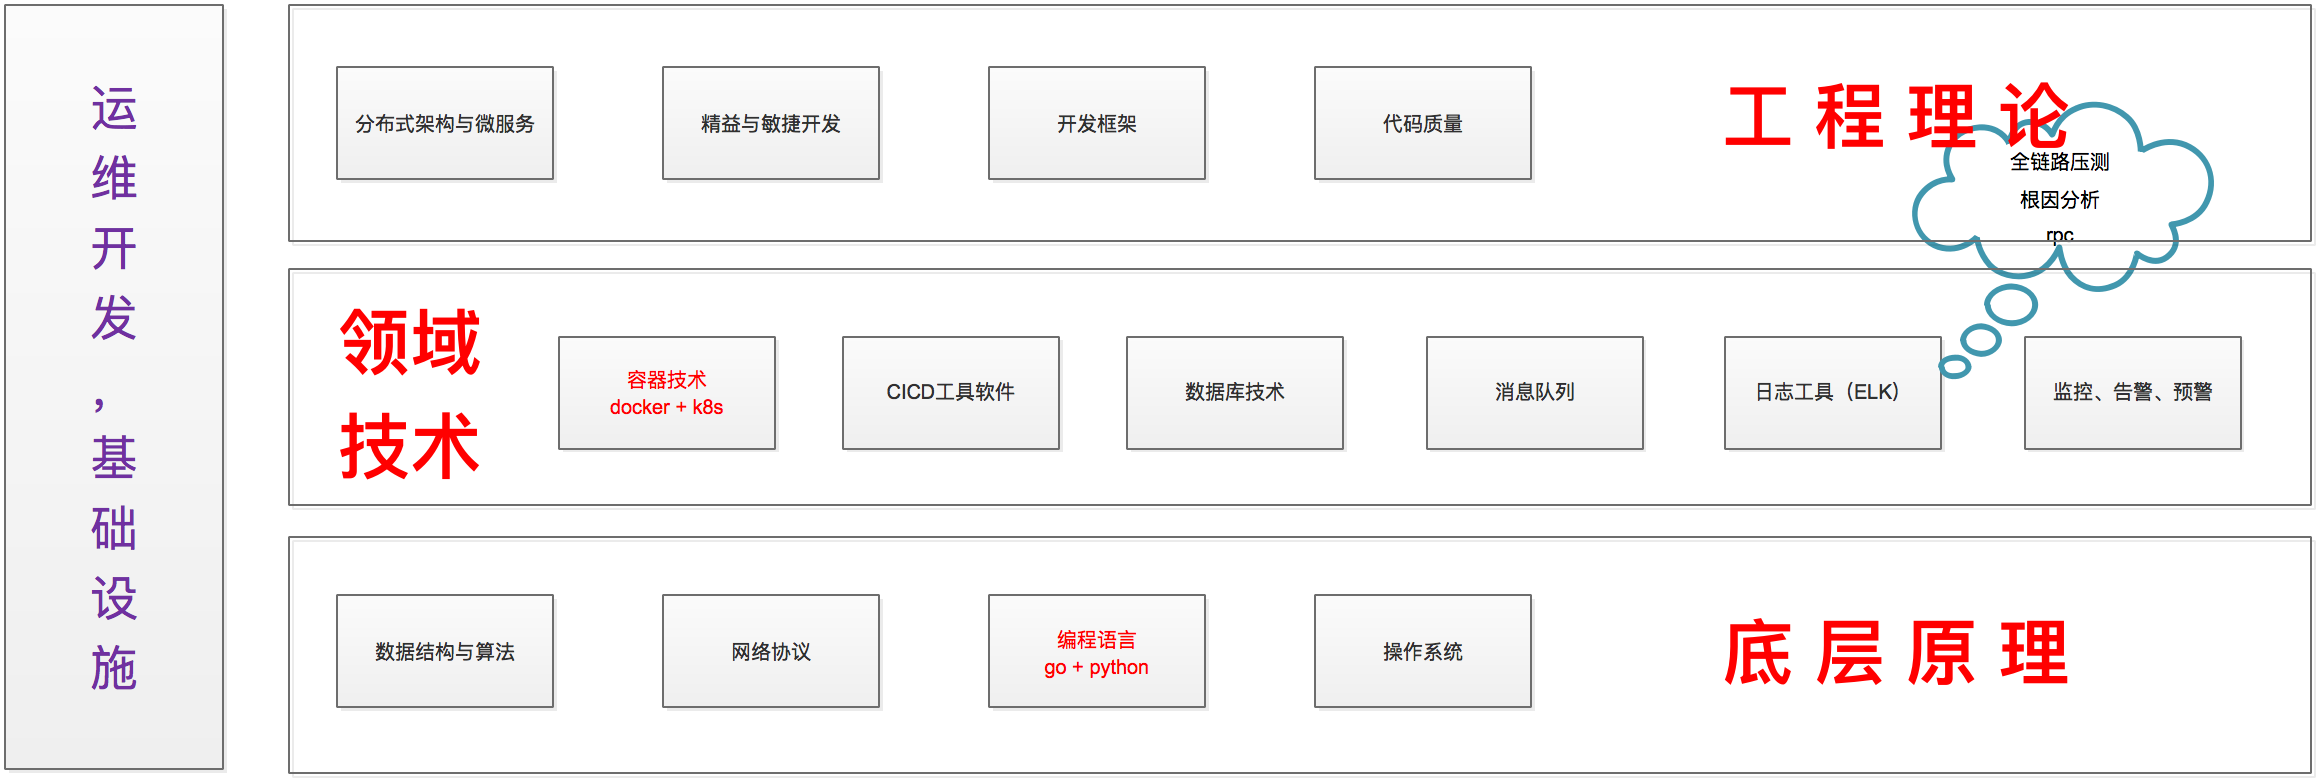 运
维
开
发
，
基
础
设
施
分布式架构与微服务
精益与敏捷开发
开发框架
代码质量
工 程 理 论
全链路压测
根因分析
rpc
领域
技术
容器技术
docker + k8s
CICD工具软件
数据库技术
消息队列
日志工具（ELK）
监控、告警、预警
数据结构与算法
网络协议
编程语言
go + python
操作系统
底 层 原 理